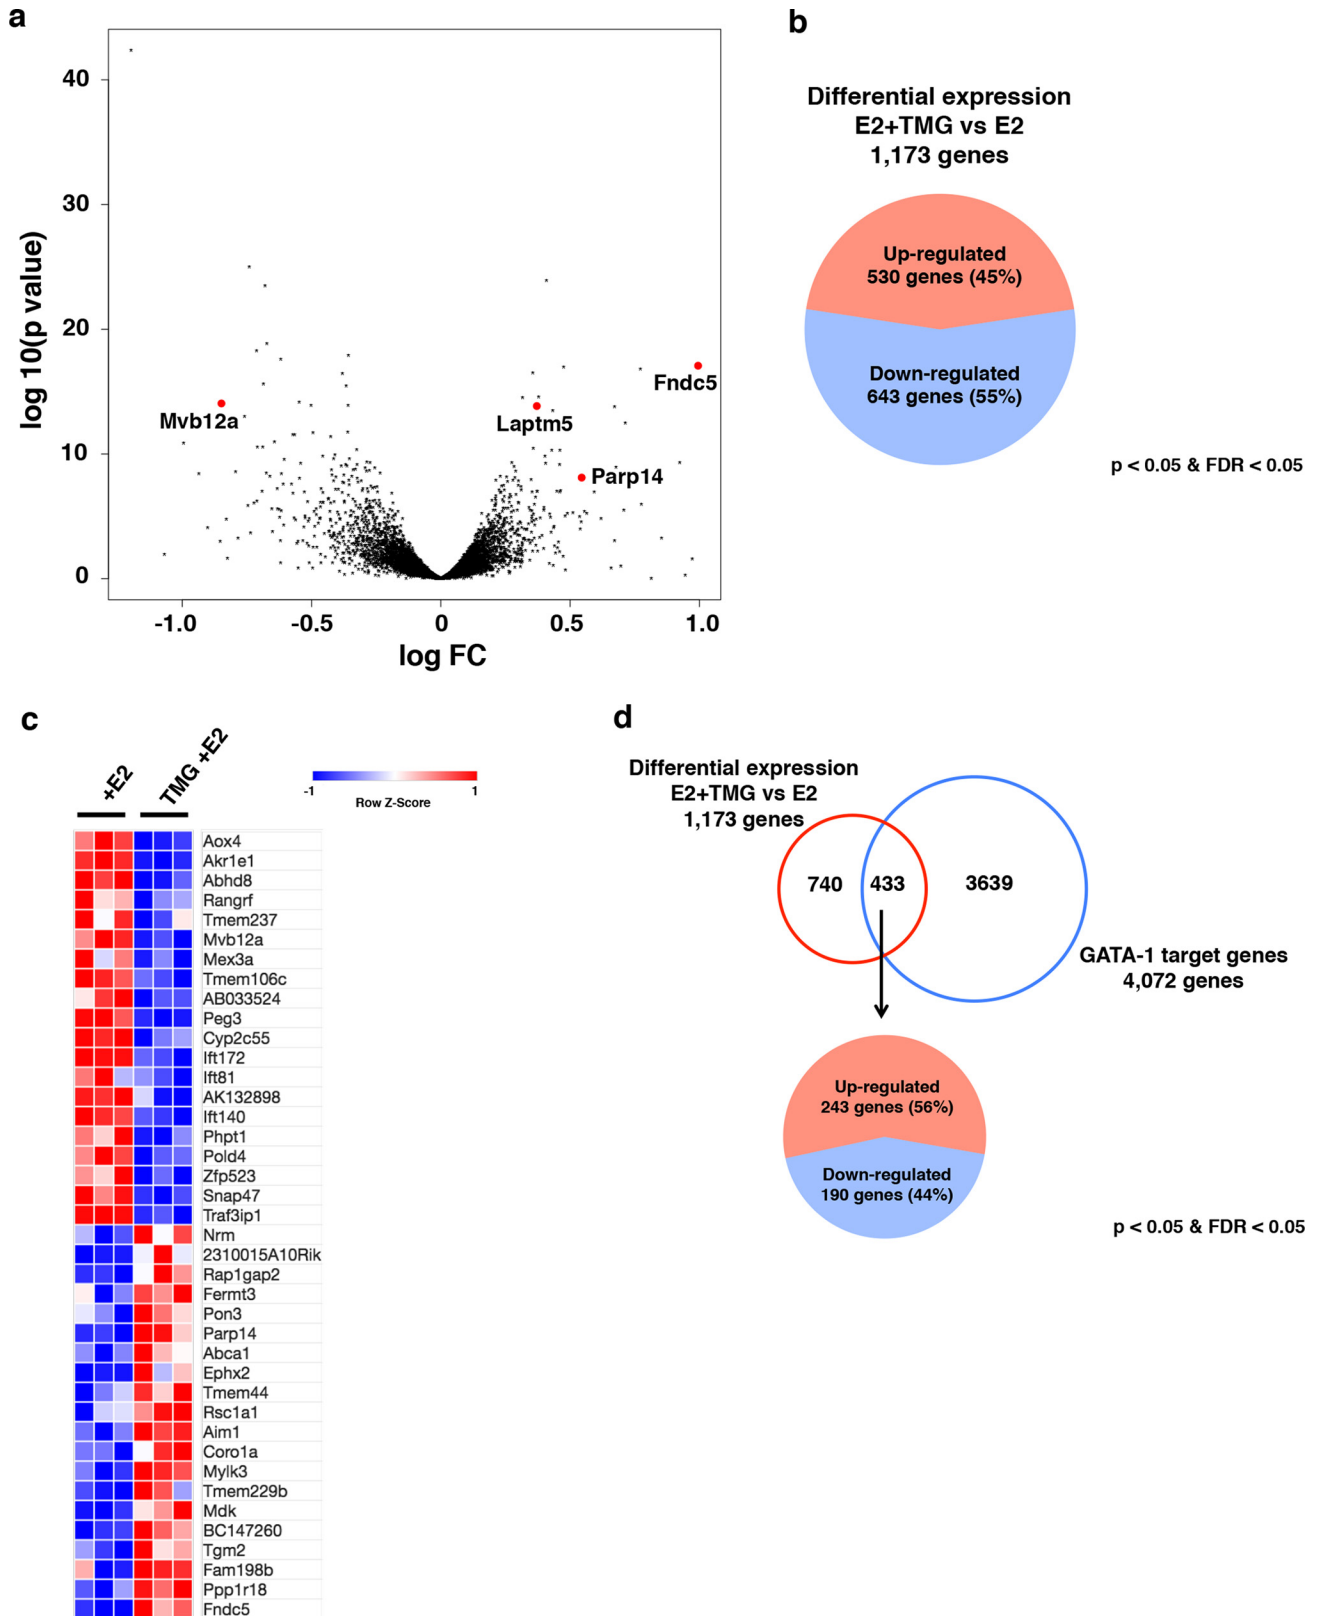 a
40
30
20
10
0
log 10(p value)
Mvb12a
Fndc5
Laptm5
Parp14
-1.0
-0.5
0
0.5
1.0
log FC
b
Differential expression
E2+TMG vs E2
1,173 genes
Up-regulated
530 genes (45%)
Down-regulated
643 genes (55%)
p < 0.05 & FDR < 0.05
c
+E2
TMG +E2
-1
1
Row Z-Score
Aox4
Akr1e1
Abhd8
Rangrf
Tmem237
Mvb12a
Mex3a
Tmem106c
AB033524
Peg3
Cyp2c55
Ift172
Ift81
AK132898
Ift140
Phpt1
Pold4
Zfp523
Snap47
Traf3ip1
Nrm
2310015A10Rik
Rap1gap2
Fermt3
Pon3
Parp14
Abca1
Ephx2
Tmem44
Rsc1a1
Aim1
Coro1a
Mylk3
Tmem229b
Mdk
BC147260
Tgm2
Fam198b
Ppp1r18
Fndc5
d
Differential expression
E2+TMG vs E2
1,173 genes
740
433
3639
GATA-1 target genes
4,072 genes
Up-regulated
243 genes (56%)
Down-regulated
190 genes (44%)
p < 0.05 & FDR < 0.05